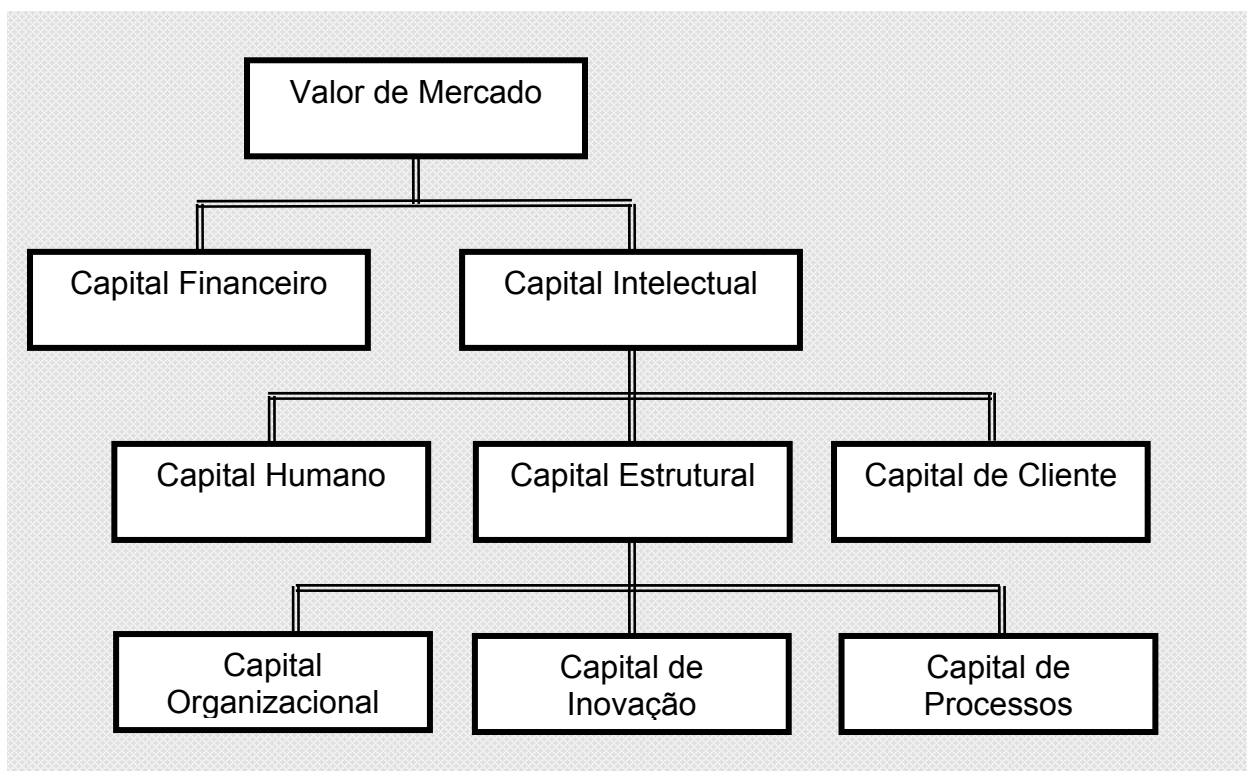 Valor de Mercado
Capital Financeiro
Capital Intelectual
Capital Humano
Capital Estrutural
Capital de Cliente
Capital
Organizacional
Capital de
Inovação
Capital de
Processos